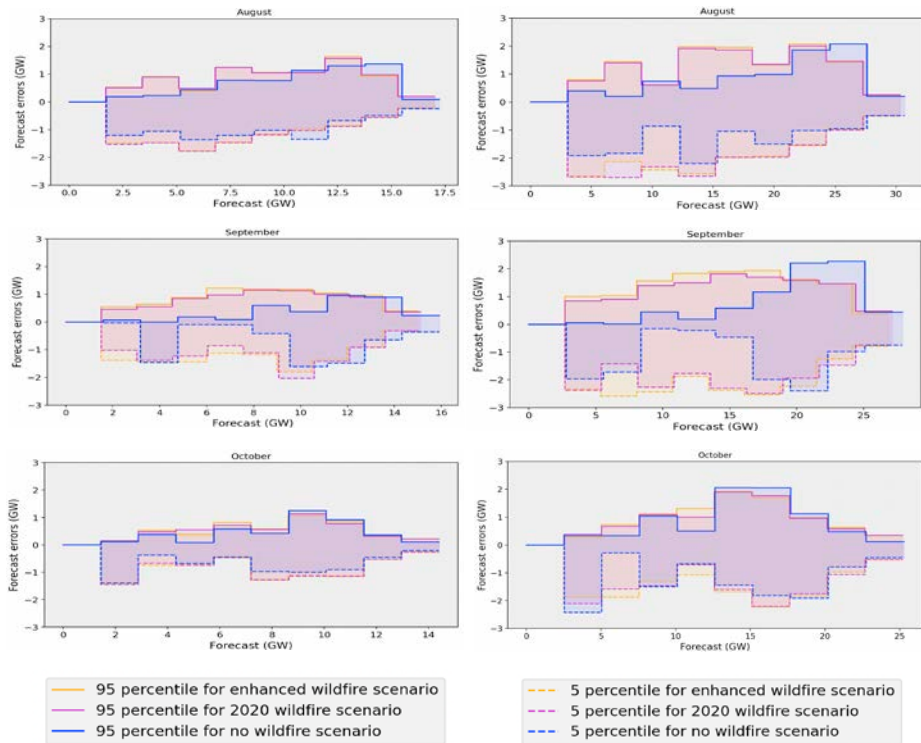 August
3
2
1
0
−1
−2
−3
Forecast errors (GW)
0.0 2.5 5.0 7.5 10.0 12.5 15.0 17.5
Forecast (GW)
August
3
2
1
0
−1
−2
−3
Forecast errors (GW)
0 5 10 15 20 25 30
Forecast (GW)
September
3
2
1
0
−1
−2
−3
Forecast errors (GW)
0 2 4 6 8 10 12 14 16
Forecast (GW)
September
3
2
1
0
−1
−2
−3
Forecast errors (GW)
0 5 10 15 20 25
Forecast (GW)
October
3
2
1
0
−1
−2
−3
Forecast errors (GW)
0 2 4 6 8 10 12 14
Forecast (GW)
October
3
2
1
0
−1
−2
−3
Forecast errors (GW)
0 5 10 15 20 25
Forecast (GW)
95 percentile for enhanced wildfire scenario
95 percentile for 2020 wildfire scenario
95 percentile for no wildfire scenario
5 percentile for enhanced wildfire scenario
5 percentile for 2020 wildfire scenario
5 percentile for no wildfire scenario